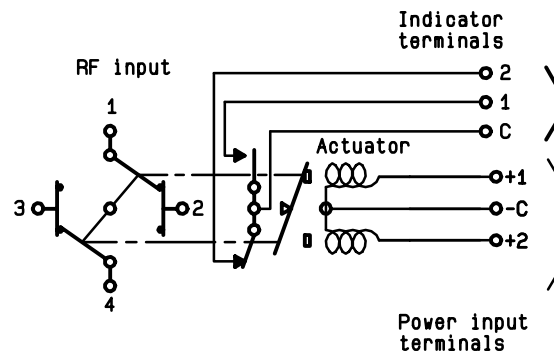 Indicator
terminals
RF input
2
1
1
C
Actuator
+1
3
2
-C
+2
4
Power input
terminals